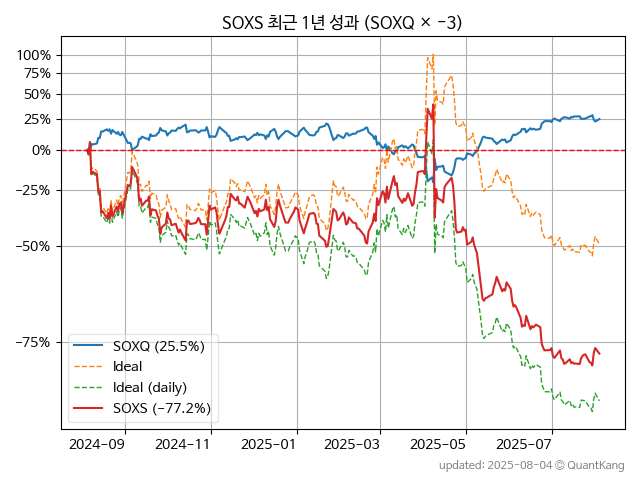 SOXS 최근 1년 성과 (SOXQ × −3)
100%
75%
50%
25%
0%
−25%
−50%
−75%
SOXQ (25.5%)
Ideal
Ideal (daily)
SOXS (−77.2%)
2024-09 2024-11 2025-01 2025-03 2025-05 2025-07
updated: 2025-08-04 © QuantKang